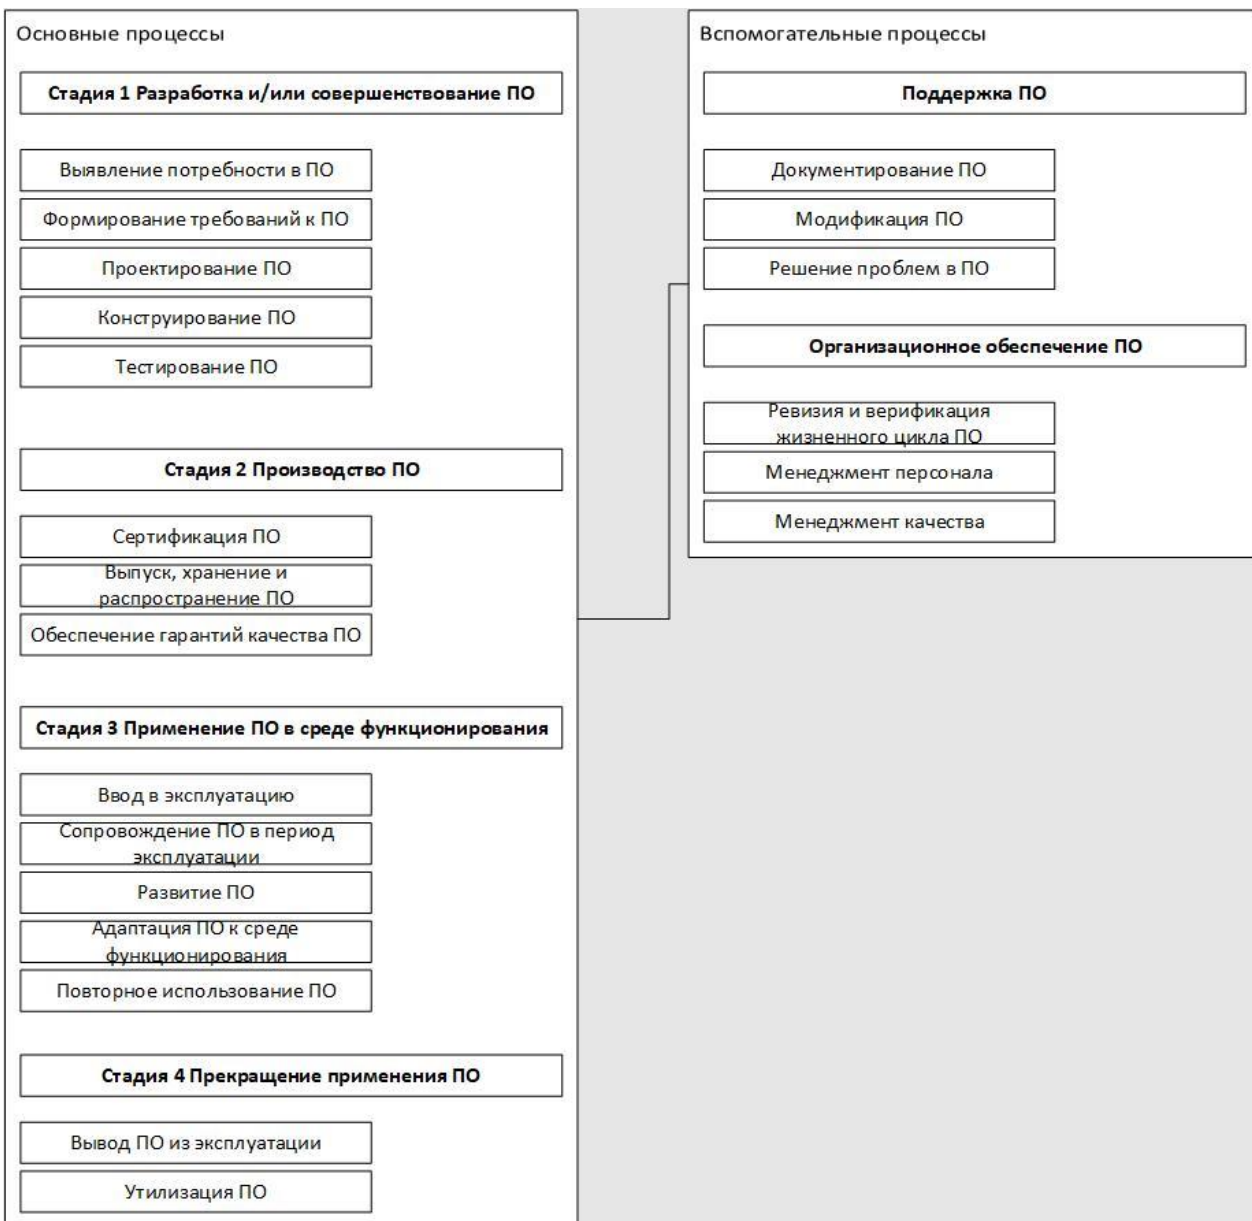 Основные процессы
Стадия 1 Разработка и/или совершенствование ПО
Выявление потребности в ПО
Формирование требований к ПО
Проектирование ПО
Конструирование ПО
Тестирование ПО
Стадия 2 Производство ПО
Сертификация ПО
Выпуск, хранение и
распространение ПО
Обеспечение гарантий качества ПО
Стадия 3 Применение ПО в среде функционирования
Ввод в эксплуатацию
Сопровождение ПО в период
эксплуатации
Развитие ПО
Адаптация ПО к среде
функционирования
Повторное использование ПО
Стадия 4 Прекращение применения ПО
Вывод ПО из эксплуатации
Утилизация ПО
Вспомогательные процессы
Поддержка ПО
Документирование ПО
Модификация ПО
Решение проблем в ПО
Организационное обеспечение ПО
Ревизия и верификация
жизненного цикла ПО
Менеджмент персонала
Менеджмент качества